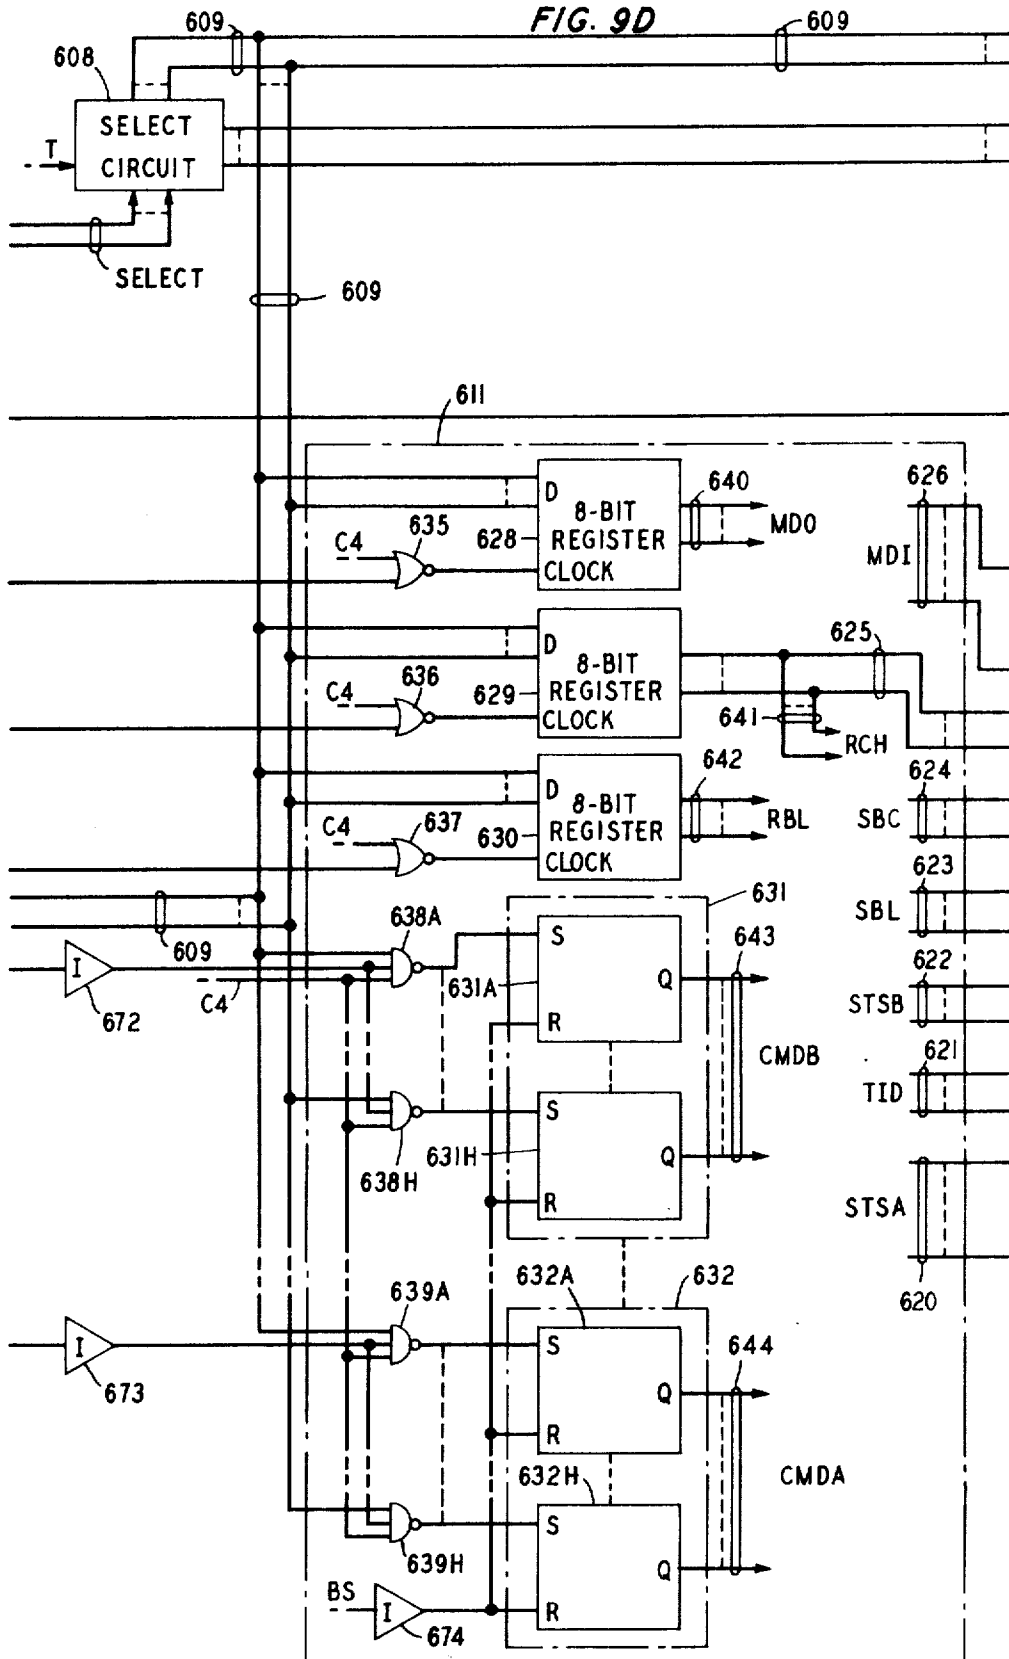 FIG. 9D
609
609
608
SELECT
CIRCUIT
T
SELECT
609
611
D
8-BIT
REGISTER
CLOCK
628
635
C4
640
MDO
626
MDI
D
8-BIT
REGISTER
CLOCK
629
636
C4
625
641
RCH
D
8-BIT
REGISTER
CLOCK
630
637
C4
642
RBL
624
SBC
623
SBL
609
638A
631
643
I
672
C4
S
631A
Q
R
CMDB
622
STSB
621
TID
S
631H
Q
R
638H
STSA
620
639A
632A
632
I
673
S
Q
R
644
632H
CMDA
S
Q
R
639H
BS
I
674